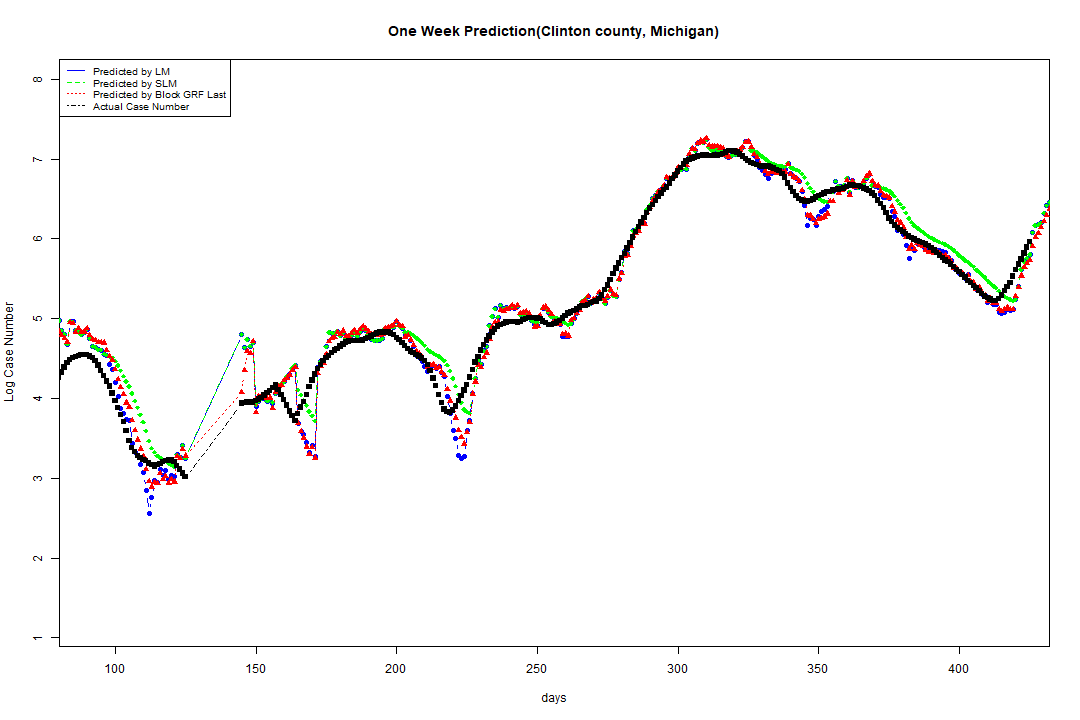 One Week Prediction(Clinton county, Michigan)
Predicted by LM
Predicted by SLM
Predicted by Block GRF Last
Actual Case Number
Log Case Number
8
7
6
5
4
3
2
1
100 150 200 250 300 350 400
days